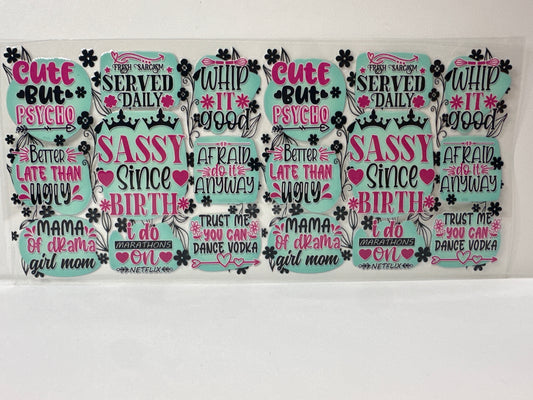 CUTE
BUT
PSYCHO
FRESH SARCASM
SERVED
DAILY
WHIP
IT
good
Better
LATE THAN
UGLY
SASSY
SINCE
BIRTH
AFRAID
do it
ANYWAY
MAMA
OF DRAMA
girl mom
i do
MARATHONS
ON
NETFLIX
TRUST ME
YOU CAN
DANCE VODKA
CUTE
BUT
PSYCHO
FRESH SARCASM
SERVED
DAILY
WHIP
IT
good
Better
LATE THAN
UGLY
SASSY
SINCE
BIRTH
AFRAID
do it
ANYWAY
MAMA
OF DRAMA
girl mom
i do
MARATHONS
ON
NETFLIX
TRUST ME
YOU CAN
DANCE VODKA